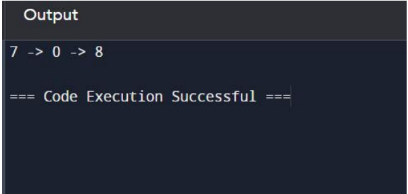 Output
7 -> 0 -> 8
=== Code Execution Successful ===